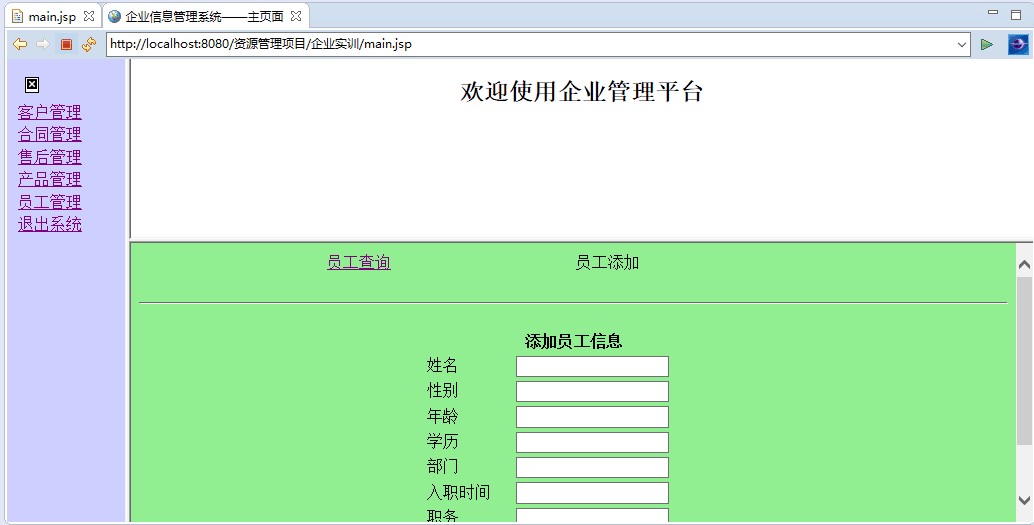 main.jsp
企业信息管理系统——主页面
http://localhost:8080/资源管理项目/企业实训/main.jsp
客户管理
合同管理
售后管理
产品管理
员工管理
退出系统
欢迎使用企业管理平台
员工查询 员工添加
添加员工信息
姓名
性别
年龄
学历
部门
入职时间
职务